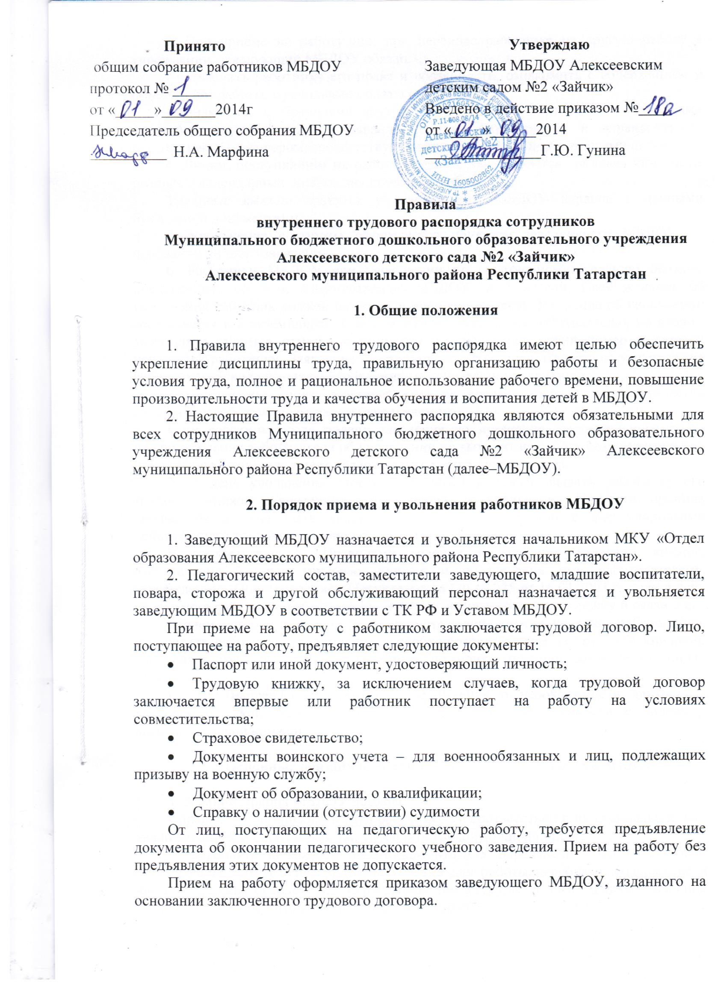 Принято
общим собрание работников МБДОУ
протокол № 1
от «01» 09 2014г
Председатель общего собрания МБДОУ
Н.А. Марфина
Утверждаю
Заведующая МБДОУ Алексеевским
детским садом №2 «Зайчик»
Введено в действие приказом № 18а
от «01» 09 2014
Г.Ю. Гунина
Р.11-808.08/14
Алексеевский
детский сад №2
«Зайчик»
ИНН 1605002862
Правила
внутреннего трудового распорядка сотрудников
Муниципального бюджетного дошкольного образовательного учреждения
Алексеевского детского сада №2 «Зайчик»
Алексеевского муниципального района Республики Татарстан
1. Общие положения
1. Правила внутреннего трудового распорядка имеют целью обеспечить
укрепление дисциплины труда, правильную организацию работы и безопасные
условия труда, полное и рациональное использование рабочего времени, повышение
производительности труда и качества обучения и воспитания детей в МБДОУ.
2. Настоящие Правила внутреннего распорядка являются обязательными для
всех сотрудников Муниципального бюджетного дошкольного образовательного
учреждения Алексеевского детского сада №2 «Зайчик» Алексеевского
муниципального района Республики Татарстан (далее–МБДОУ).
2. Порядок приема и увольнения работников МБДОУ
1. Заведующий МБДОУ назначается и увольняется начальником МКУ «Отдел
образования Алексеевского муниципального района Республики Татарстан».
2. Педагогический состав, заместители заведующего, младшие воспитатели,
повара, сторожа и другой обслуживающий персонал назначается и увольняется
заведующим МБДОУ в соответствии с ТК РФ и Уставом МБДОУ.
При приеме на работу с работником заключается трудовой договор. Лицо,
поступающее на работу, предъявляет следующие документы:
• Паспорт или иной документ, удостоверяющий личность;
• Трудовую книжку, за исключением случаев, когда трудовой договор
заключается впервые или работник поступает на работу на условиях
совместительства;
• Страховое свидетельство;
• Документы воинского учета – для военнообязанных и лиц, подлежащих
призыву на военную службу;
• Документ об образовании, о квалификации;
• Справку о наличии (отсутствии) судимости
От лиц, поступающих на педагогическую работу, требуется предъявление
документа об окончании педагогического учебного заведения. Прием на работу без
предъявления этих документов не допускается.
Прием на работу оформляется приказом заведующего МБДОУ, изданного на
основании заключенного трудового договора.